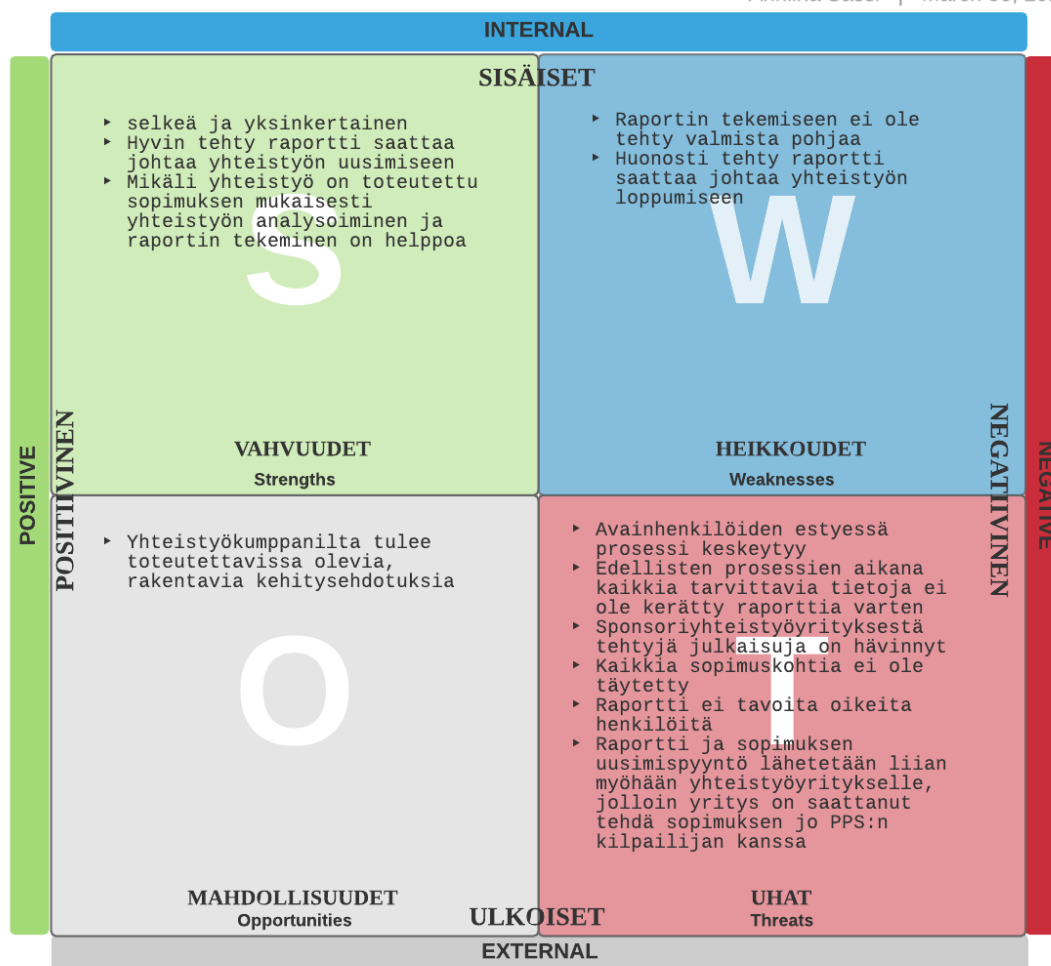 INTERNAL
SISÄISET
POSITIVE
POSITIIVINEN
‣ selkeä ja yksinkertainen
‣ Hyvin tehty raportti saattaa
johtaa yhteistyön uusimiseen
‣ Mikäli yhteistyö on toteutettu
sopimuksen mukaisesti
yhteistyön analysoiminen ja
raportin tekeminen on helppoa
S
VAHVUUDET
Strengths
‣ Raportin tekemiseen ei ole
tehty valmista pohjaa
‣ Huonosti tehty raportti
saattaa johtaa yhteistyön
loppumiseen
W
HEIKKOUDET
Weaknesses
NEGATIIVINEN
NEGATIVE
‣ Yhteistyökumppanilta tulee
toteutettavissa olevia,
rakentavia kehitysehdotuksia
O
MAHDOLLISUUDET
Opportunities
‣ Avainhenkilöiden estyessä
prosessi keskeytyy
‣ Edellisten prosessien aikana
kaikkia tarvittavia tietoja ei
ole kerätty raporttia varten
‣ Sponsoriyhteistyöyrityksestä
tehtyjä julkaisuja on hävinnyt
‣ Kaikkia sopimuskohtia ei ole
täytetty
‣ Raportti ei tavoita oikeita
henkilöitä
‣ Raportti ja sopimuksen
uusimispyyntö lähetetään liian
myöhään yhteistyöyritykselle,
jolloin yritys on saattanut
tehdä sopimuksen jo PPS:n
kilpailijan kanssa
T
UHAT
Threats
ULKOISET
EXTERNAL